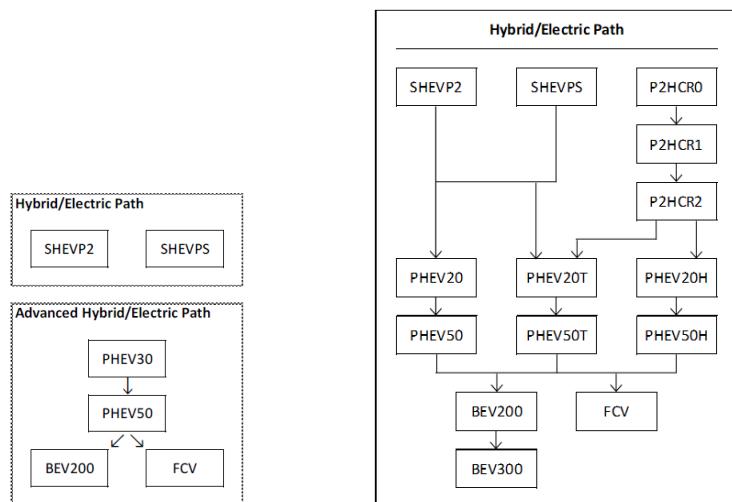 Hybrid/Electric Path
SHEVP2 SHEVPS
Advanced Hybrid/Electric Path
PHEV30
PHEV50
BEV200 FCV
Hybrid/Electric Path
SHEVP2 SHEVPS P2HCR0
P2HCR1
P2HCR2
PHEV20 PHEV20T PHEV20H
PHEV50 PHEV50T PHEV50H
BEV200 FCV
BEV300